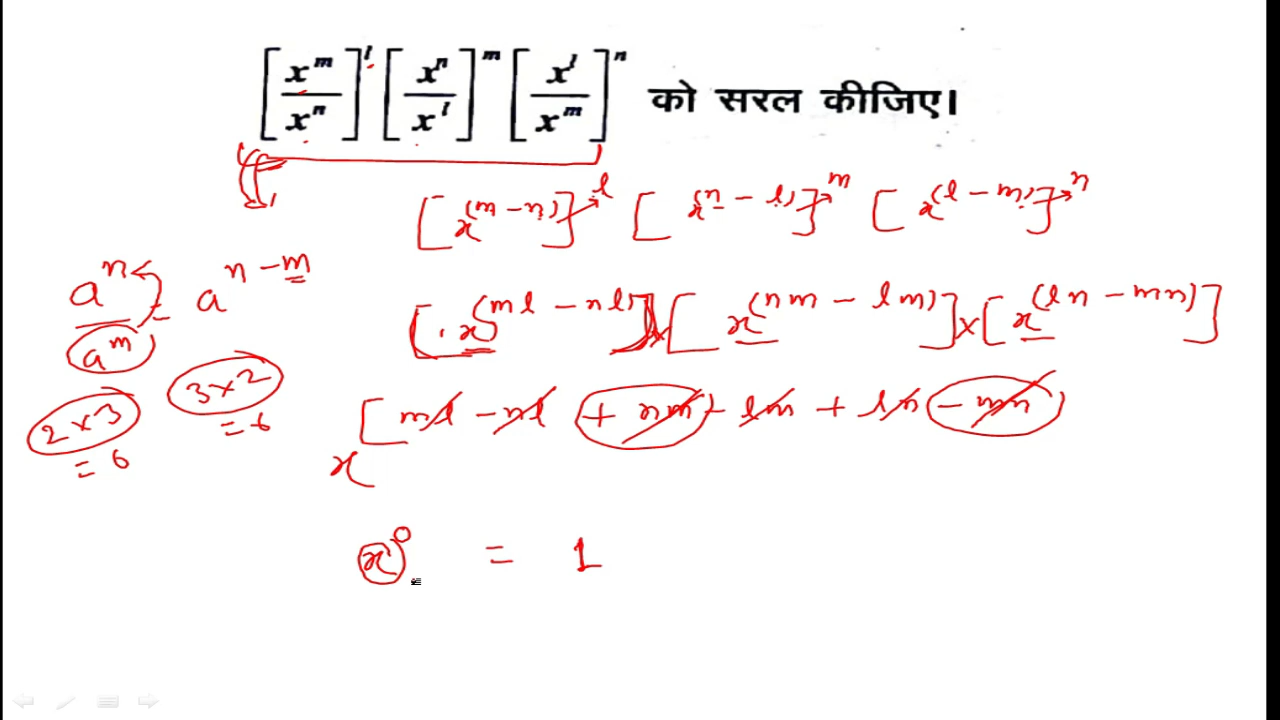 [x^m/x^n]^l [x^n/x^l]^m [x^l/x^m]^n को सरल कीजिए।
[x^(m-n)]^l [x^(n-l)]^m [x^(l-m)]^n
a^n/a^m = a^(n-m)
[x^(ml-nl)] × [x^(nm-lm)] × [x^(ln-mn)]
2×3 = 6
3×2 = 6
x^[ml - nl + nm - lm + ln - mn
x^0 = 1